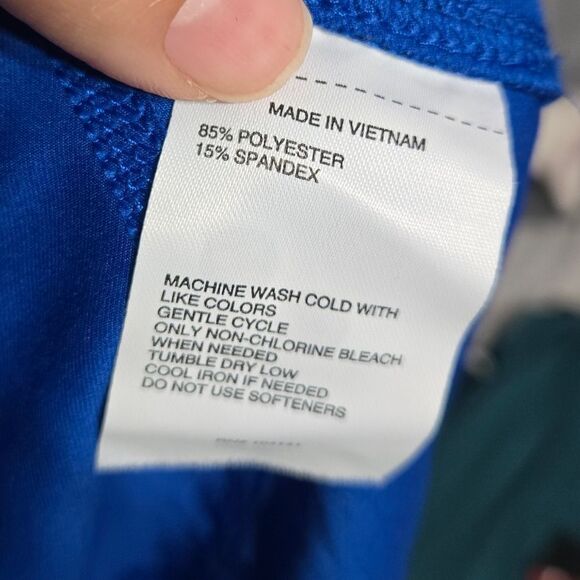 MADE IN VIETNAM
85% POLYESTER
15% SPANDEX
MACHINE WASH COLD WITH
LIKE COLORS
GENTLE CYCLE
ONLY NON-CHLORINE BLEACH
WHEN NEEDED
TUMBLE DRY LOW
COOL IRON IF NEEDED
DO NOT USE SOFTENERS